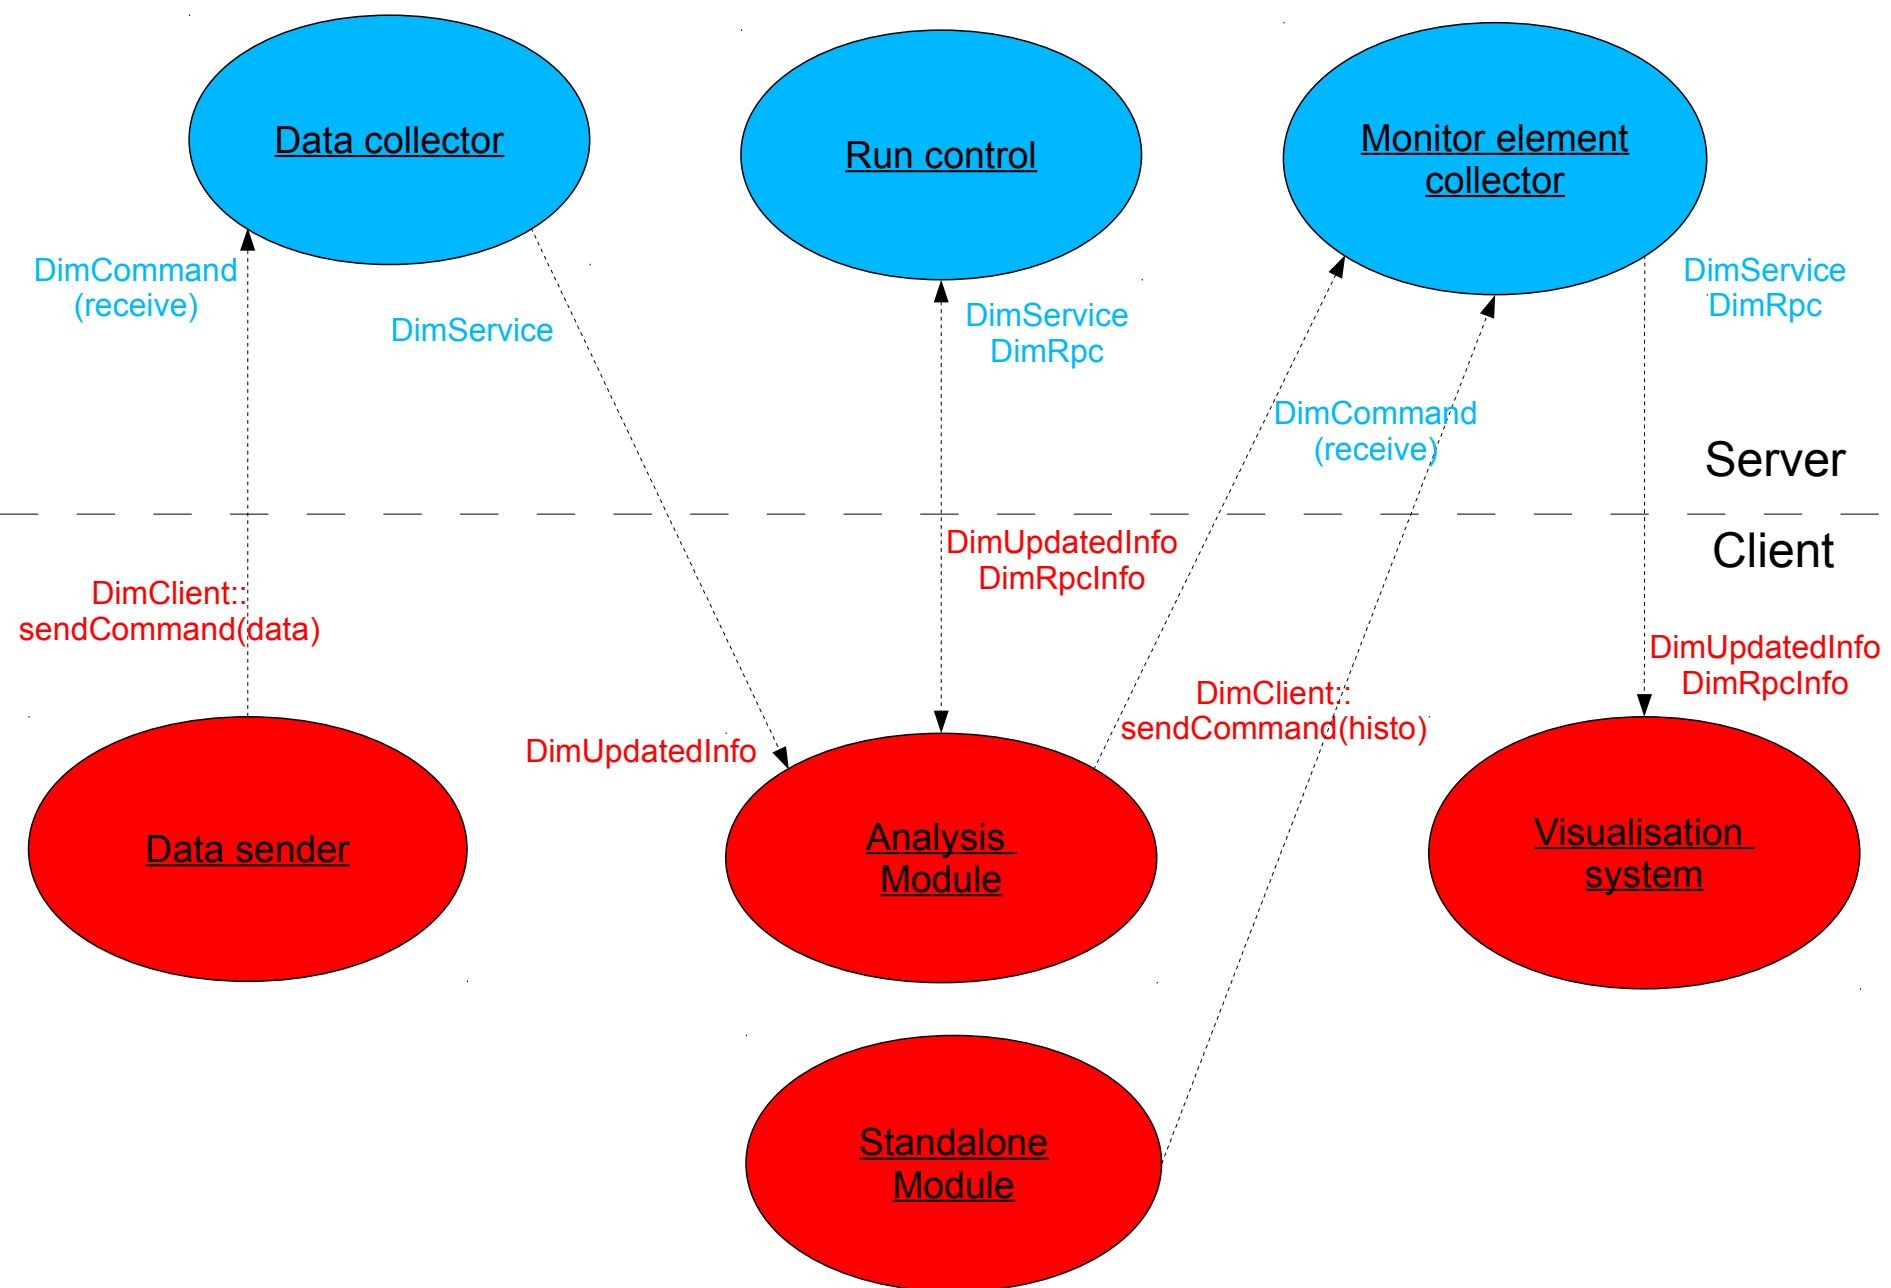 Data collector
Run control
Monitor element
collector
DimCommand
(receive)
DimService
DimService
DimRpc
DimService
DimRpc
DimCommand
(receive)
Server
Client
DimClient::
sendCommand(data)
DimUpdatedInfo
DimRpcInfo
DimUpdatedInfo
DimRpcInfo
DimClient::
sendCommand(histo)
DimUpdatedInfo
Data sender
Analysis
Module
Visualisation
system
Standalone
Module